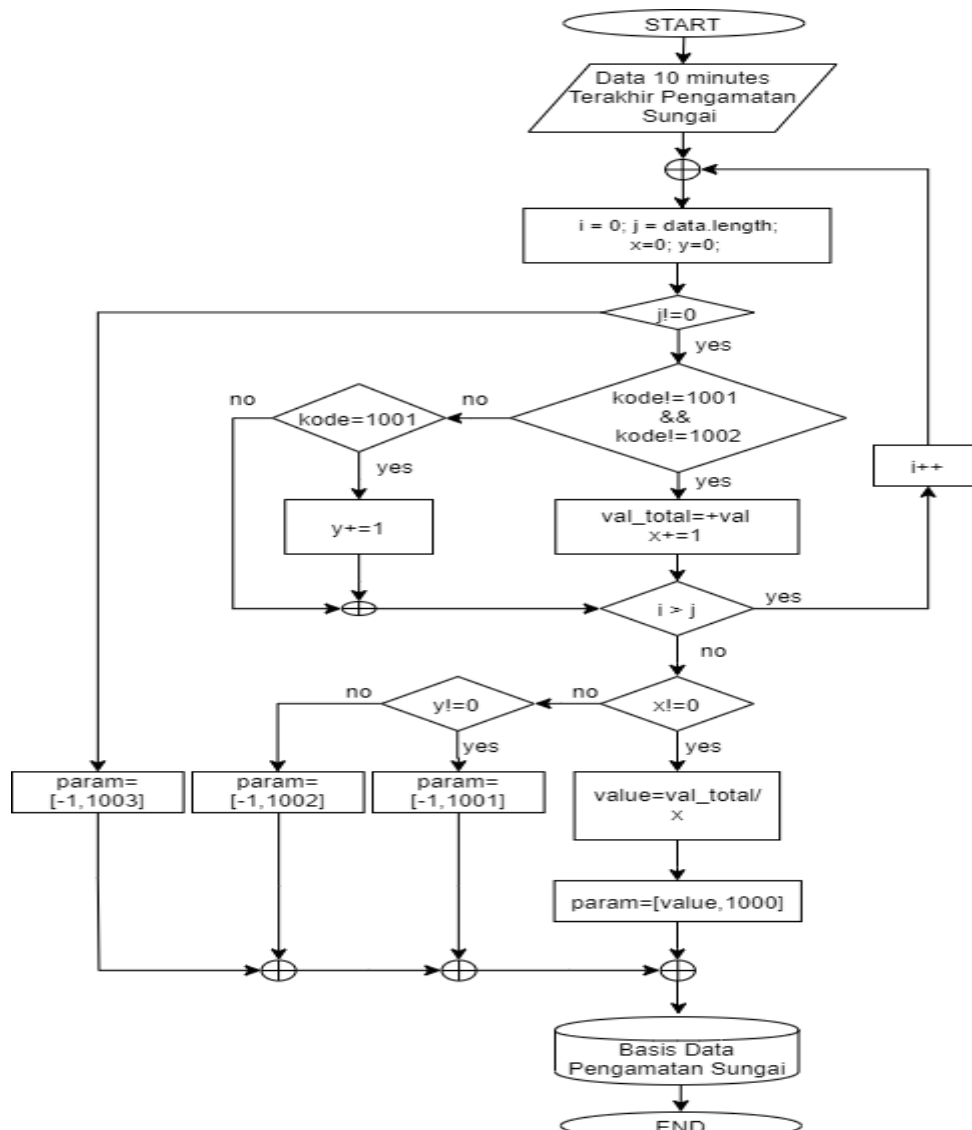 START
Data 10 minutes
Terakhir Pengamatan
Sungai
i = 0; j = data.length;
x=0; y=0;
j!=0
yes
kode!=1001
&&
kode!=1002
no
kode=1001
no
yes
yes
i++
y+=1
val_total=+val
x+=1
i > j
yes
no
x!=0
no
y!=0
no
yes
yes
param=
[-1,1003]
param=
[-1,1002]
param=
[-1,1001]
value=val_total/
x
param=[value,1000]
Basis Data
Pengamatan Sungai
END